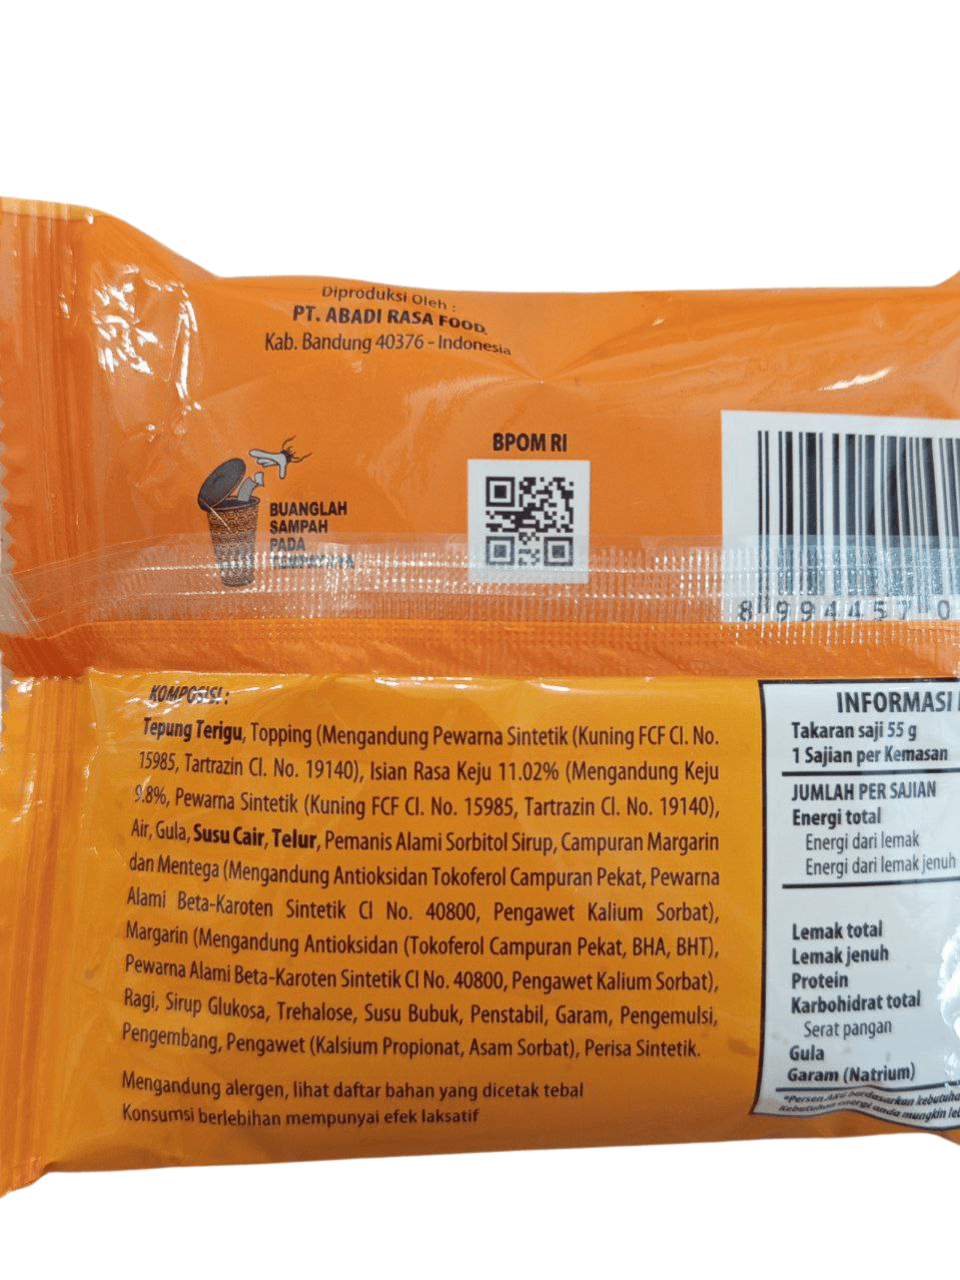 Diproduksi Oleh :
PT. ABADI RASA FOOD
Kab. Bandung 40376 - Indonesia
BPOM RI
BUANGLAH
SAMPAH
PADA
TEMPATNYA
8 994457 0
KOMPOSISI :
Tepung Terigu, Topping (Mengandung Pewarna Sintetik (Kuning FCF CI. No.
15985, Tartrazin CI. No. 19140), Isian Rasa Keju 11.02% (Mengandung Keju
9.8%, Pewarna Sintetik (Kuning FCF CI. No. 15985, Tartrazin CI. No. 19140),
Air, Gula, Susu Cair, Telur, Pemanis Alami Sorbitol Sirup, Campuran Margarin
dan Mentega (Mengandung Antioksidan Tokoferol Campuran Pekat, Pewarna
Alami Beta-Karoten Sintetik CI No. 40800, Pengawet Kalium Sorbat),
Margarin (Mengandung Antioksidan (Tokoferol Campuran Pekat, BHA, BHT),
Pewarna Alami Beta-Karoten Sintetik CI No. 40800, Pengawet Kalium Sorbat),
Ragi, Sirup Glukosa, Trehalose, Susu Bubuk, Penstabil, Garam, Pengemulsi,
Pengembang, Pengawet (Kalsium Propionat, Asam Sorbat), Perisa Sintetik.
Mengandung alergen, lihat daftar bahan yang dicetak tebal
Konsumsi berlebihan mempunyai efek laksatif
INFORMASI
Takaran saji 55 g
1 Sajian per Kemasan
JUMLAH PER SAJIAN
Energi total
Energi dari lemak
Energi dari lemak jenuh
Lemak total
Lemak jenuh
Protein
Karbohidrat total
Serat pangan
Gula
Garam (Natrium)
*Persen AKG berdasarkan
energi anda mungkin